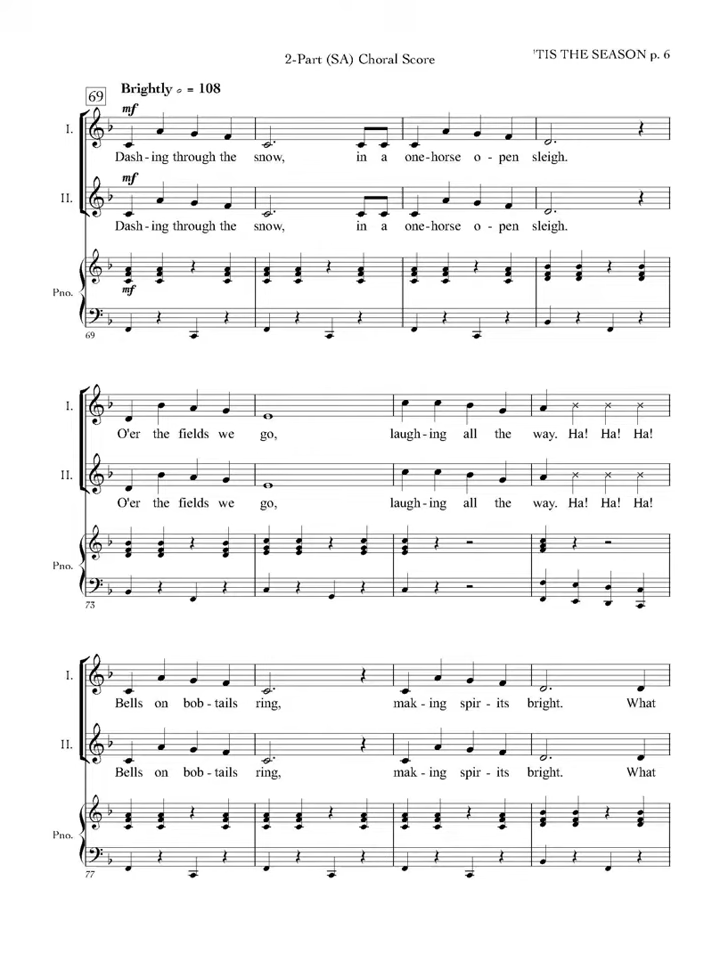 2-Part (SA) Choral Score
'TIS THE SEASON p. 6
69
Brightly 𝅗𝅥 = 108
I.
mf
Dash - ing through the snow, in a one-horse o - pen sleigh.
II.
mf
Dash - ing through the snow, in a one-horse o - pen sleigh.
Pno.
mf
69
I.
O'er the fields we go, laugh-ing all the way. Ha! Ha! Ha!
II.
O'er the fields we go, laugh-ing all the way. Ha! Ha! Ha!
Pno.
73
I.
Bells on bob - tails ring, mak - ing spir - its bright. What
II.
Bells on bob - tails ring, mak - ing spir - its bright. What
Pno.
77